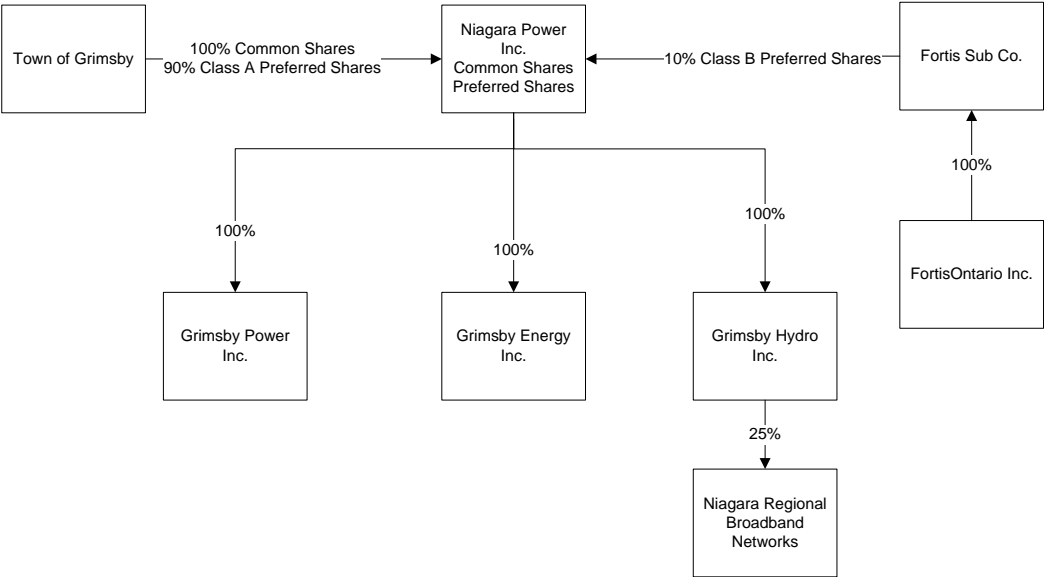 Town of Grimsby
100% Common Shares
90% Class A Preferred Shares
Niagara Power
Inc.
Common Shares
Preferred Shares
10% Class B Preferred Shares
Fortis Sub Co.
100%
FortisOntario Inc.
100%
100%
100%
Grimsby Power
Inc.
Grimsby Energy
Inc.
Grimsby Hydro
Inc.
25%
Niagara Regional
Broadband
Networks